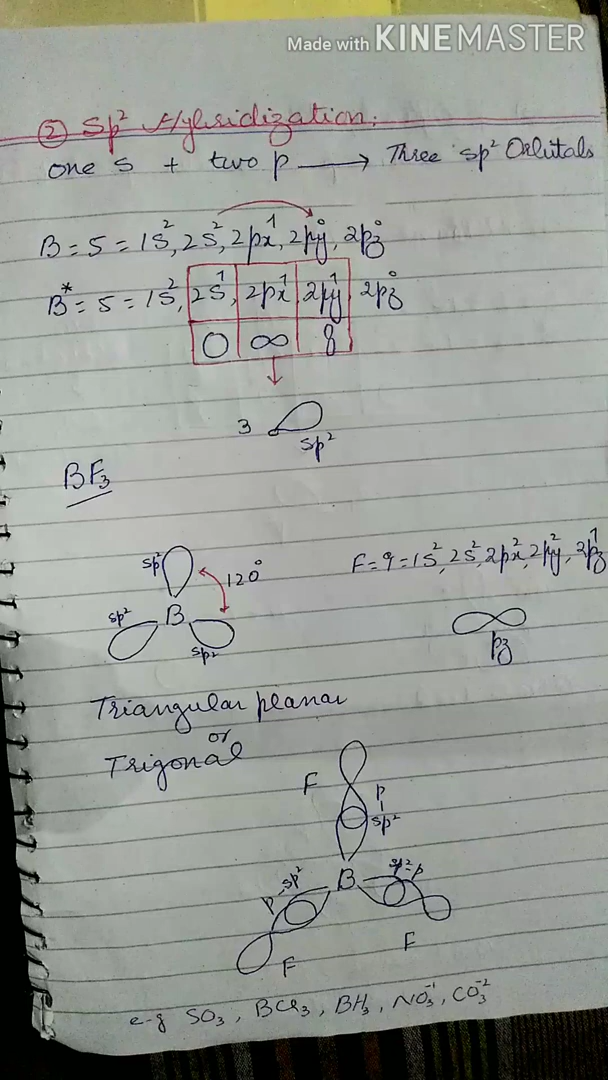 Made with KINEMASTER
② Sp² Hybridization:
one s + two p ⟶ Three sp² Orbitals
B = 5 = 1s², 2s², 2px¹, 2py⁰, 2pz⁰
B* = 5 = 1s², 2s¹, 2px¹, 2py¹, 2pz⁰
3
sp²
BF₃
sp²
120°
F = 9 = 1s², 2s², 2px², 2py², 2pz¹
sp² B
sp²
pz
Triangular planar
or
Trigonal
F
p
sp²
p-sp² B sp²-p
F
F
e-g SO₃, BCl₃, BH₃, NO₃⁻¹, CO₃⁻²